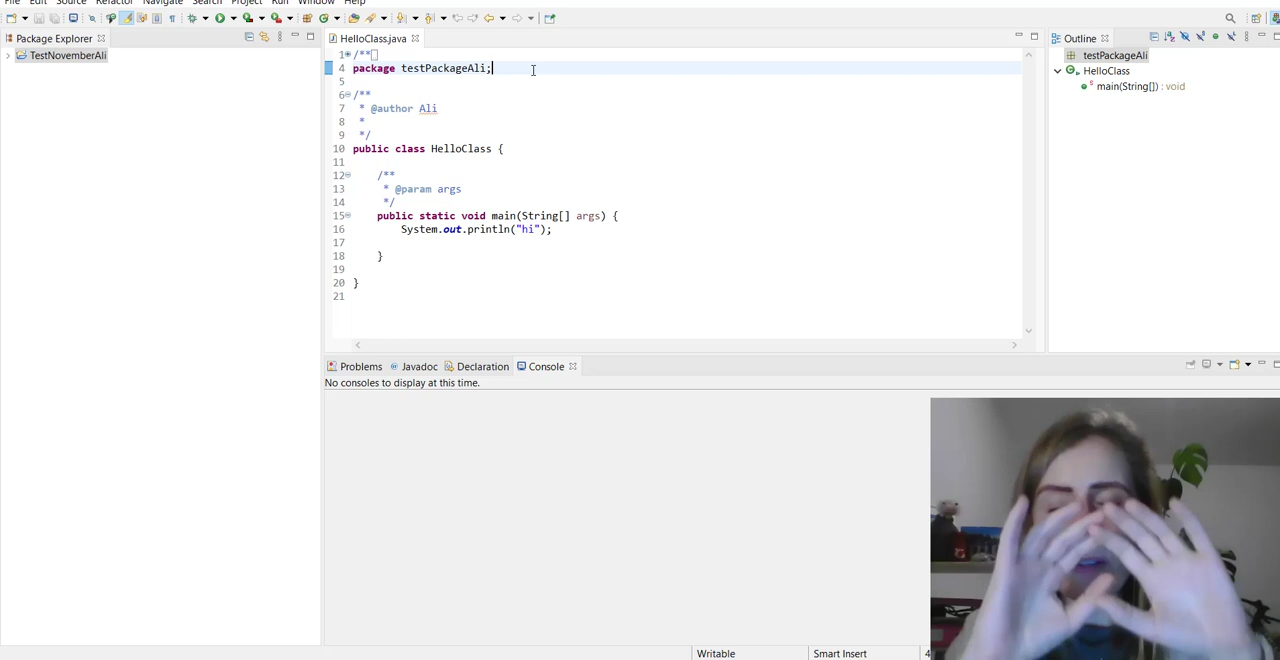 File Edit Source Refactor Navigate Search Project Run Window Help
Package Explorer
TestNovemberAli
HelloClass.java
1 /**
4 package testPackageAli;
5
6 /**
7 * @author Ali
8 *
9 */
10 public class HelloClass {
11
12 /**
13 * @param args
14 */
15 public static void main(String[] args) {
16 System.out.println("hi");
17
18 }
19
20 }
21
Outline
testPackageAli
HelloClass
main(String[]) : void
Problems Javadoc Declaration Console
No consoles to display at this time.
Writable Smart Insert 4